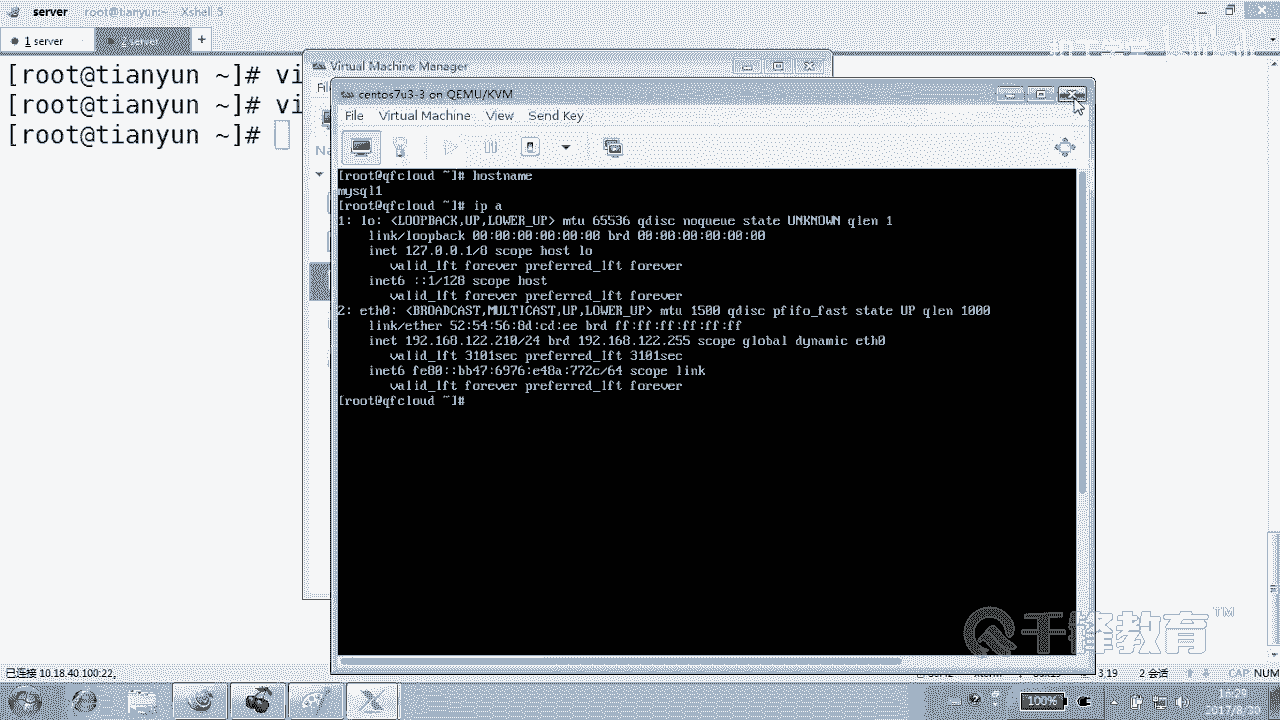 server root@tianyun:~ - Xshell 5
1 server
2 server
+
[root@tianyun ~]# vi
[root@tianyun ~]# vi
[root@tianyun ~]#
Virtual Machine Manager
centos7u3-3 on QEMU/KVM
File Virtual Machine View Send Key
[root@qfcloud ~]# hostname
mysql1
[root@qfcloud ~]# ip a
1: lo: <LOOPBACK,UP,LOWER_UP> mtu 65536 qdisc noqueue state UNKNOWN qlen 1
link/loopback 00:00:00:00:00:00 brd 00:00:00:00:00:00
inet 127.0.0.1/8 scope host lo
valid_lft forever preferred_lft forever
inet6 ::1/128 scope host
valid_lft forever preferred_lft forever
2: eth0: <BROADCAST,MULTICAST,UP,LOWER_UP> mtu 1500 qdisc pfifo_fast state UP qlen 1000
link/ether 52:54:56:8d:cd:ee brd ff:ff:ff:ff:ff:ff
inet 192.168.122.210/24 brd 192.168.122.255 scope global dynamic eth0
valid_lft 3101sec preferred_lft 3101sec
inet6 fe80::bb47:6976:e48a:772c/64 scope link
valid_lft forever preferred_lft forever
[root@qfcloud ~]#
千锋教育™
已连接 10.18.40.100:22。
3,19 2 会话 CAP NUM
100%
16:29